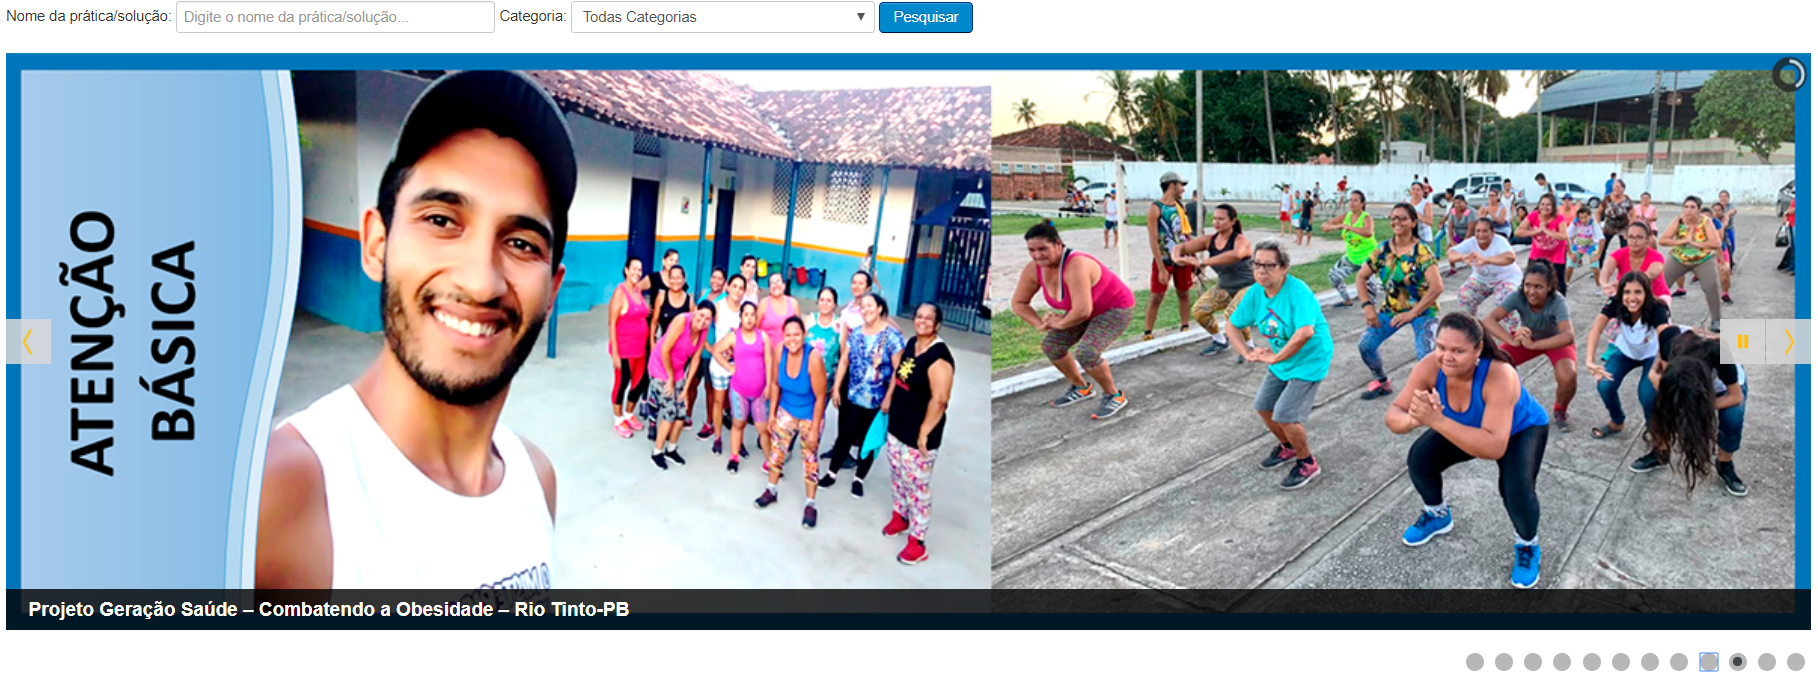 Nome da prática/solução: Digite o nome da prática/solução... Categoria: Todas Categorias Pesquisar
ATENÇÃO
BÁSICA
Projeto Geração Saúde – Combatendo a Obesidade – Rio Tinto-PB